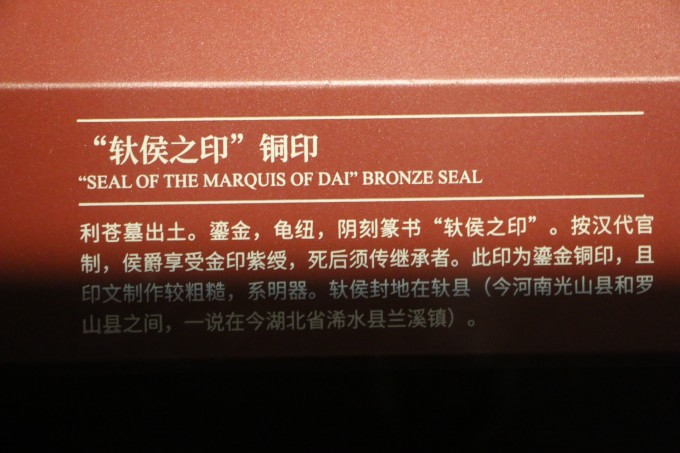 “轪侯之印”铜印
“SEAL OF THE MARQUIS OF DAI” BRONZE SEAL
利苍墓出土。鎏金，龟纽，阴刻篆书“轪侯之印”。按汉代官
制，侯爵享受金印紫绶，死后须传继承者。此印为鎏金铜印，且
印文制作较粗糙，系明器。轪侯封地在轪县（今河南光山县和罗
山县之间，一说在今湖北省浠水县兰溪镇）。